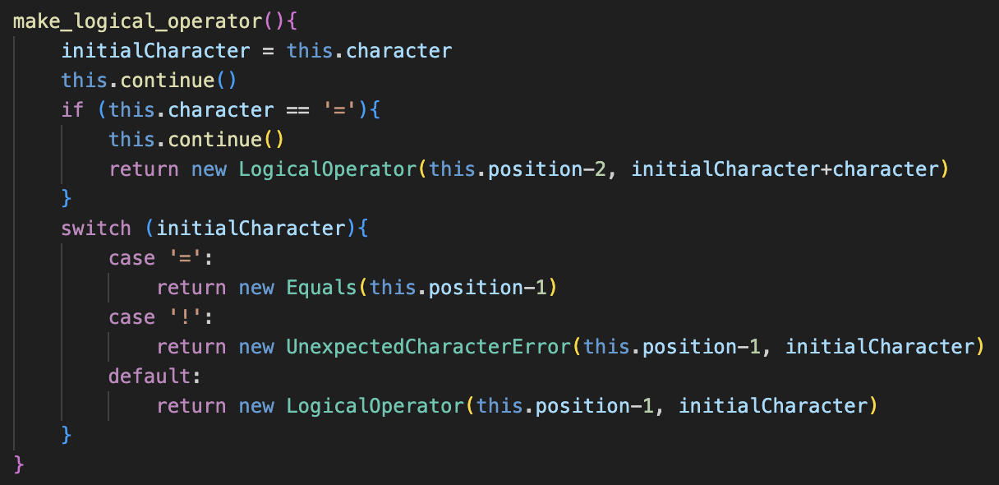 make_logical_operator(){
    initialCharacter = this.character
    this.continue()
    if (this.character == '='){
        this.continue()
        return new LogicalOperator(this.position-2, initialCharacter+character)
    }
    switch (initialCharacter){
        case '=':
            return new Equals(this.position-1)
        case '!':
            return new UnexpectedCharacterError(this.position-1, initialCharacter)
        default:
            return new LogicalOperator(this.position-1, initialCharacter)
    }
}